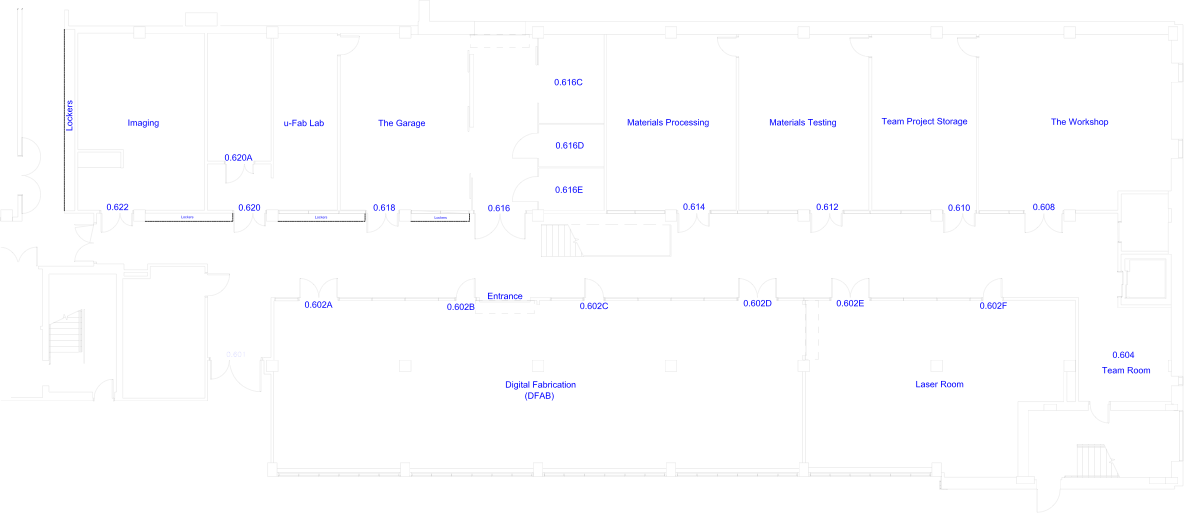 0.616C
Lockers
Imaging
u-Fab Lab
The Garage
Materials Processing
Materials Testing
Team Project Storage
The Workshop
0.616D
0.620A
0.616E
0.622
0.620
0.618
0.616
0.614
0.612
0.610
0.608
Lockers
Lockers
Lockers
Entrance
0.602A
0.602B
0.602C
0.602D
0.602E
0.602F
0.604
Team Room
Digital Fabrication
(DFAB)
Laser Room